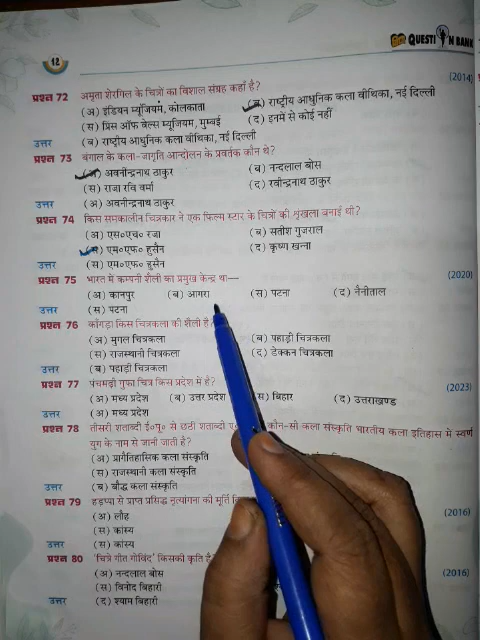 12
QUESTION BANK
(2014)
प्रश्न 72 अमृता शेरगिल के चित्रों का विशाल संग्रह कहाँ है?
(अ) इंडियन म्यूजियम, कोलकाता (ब) राष्ट्रीय आधुनिक कला वीथिका, नई दिल्ली
(स) प्रिंस ऑफ वेल्स म्यूजियम, मुम्बई (द) इनमें से कोई नहीं
उत्तर (ब) राष्ट्रीय आधुनिक कला वीथिका, नई दिल्ली
प्रश्न 73 बंगाल के कला-जागृति आन्दोलन के प्रवर्तक कौन थे?
(अ) अवनीन्द्रनाथ ठाकुर (ब) नन्दलाल बोस
(स) राजा रवि वर्मा (द) रवीन्द्रनाथ ठाकुर
उत्तर (अ) अवनीन्द्रनाथ ठाकुर
प्रश्न 74 किस समकालीन चित्रकार ने एक फिल्म स्टार के चित्रों की शृंखला बनाई थी?
(अ) एस०एच० रजा (ब) सतीश गुजराल
(स) एम०एफ० हुसैन (द) कृष्ण खन्ना
उत्तर (स) एम०एफ० हुसैन
प्रश्न 75 भारत में कम्पनी शैली का प्रमुख केन्द्र था— (2020)
(अ) कानपुर (ब) आगरा (स) पटना (द) नैनीताल
उत्तर (स) पटना
प्रश्न 76 काँगड़ा किस चित्रकला की शैली है?
(अ) मुगल चित्रकला (ब) पहाड़ी चित्रकला
(स) राजस्थानी चित्रकला (द) डेक्कन चित्रकला
उत्तर (ब) पहाड़ी चित्रकला
प्रश्न 77 पंचमढ़ी गुफा चित्र किस प्रदेश में है? (2023)
(अ) मध्य प्रदेश (ब) उत्तर प्रदेश स) बिहार (द) उत्तराखण्ड
उत्तर (अ) मध्य प्रदेश
प्रश्न 78 तीसरी शताब्दी ई०पू० से छठी शताब्दी कौन-सी कला संस्कृति भारतीय कला इतिहास में स्वर्ण
युग के नाम से जानी जाती है?
(अ) प्रागैतिहासिक कला संस्कृति
(स) राजस्थानी कला संस्कृति
उत्तर (ब) बौद्ध कला संस्कृति
प्रश्न 79 हड़प्पा से प्राप्त प्रसिद्ध नृत्यांगना की मूर्ति (2016)
(अ) लौह
(स) कांस्य
उत्तर (स) कांस्य
प्रश्न 80 'चित्र गीत गोविंद' किसकी कृति है? (2016)
(अ) नन्दलाल बोस
(स) विनोद बिहारी
उत्तर (द) श्याम बिहारी